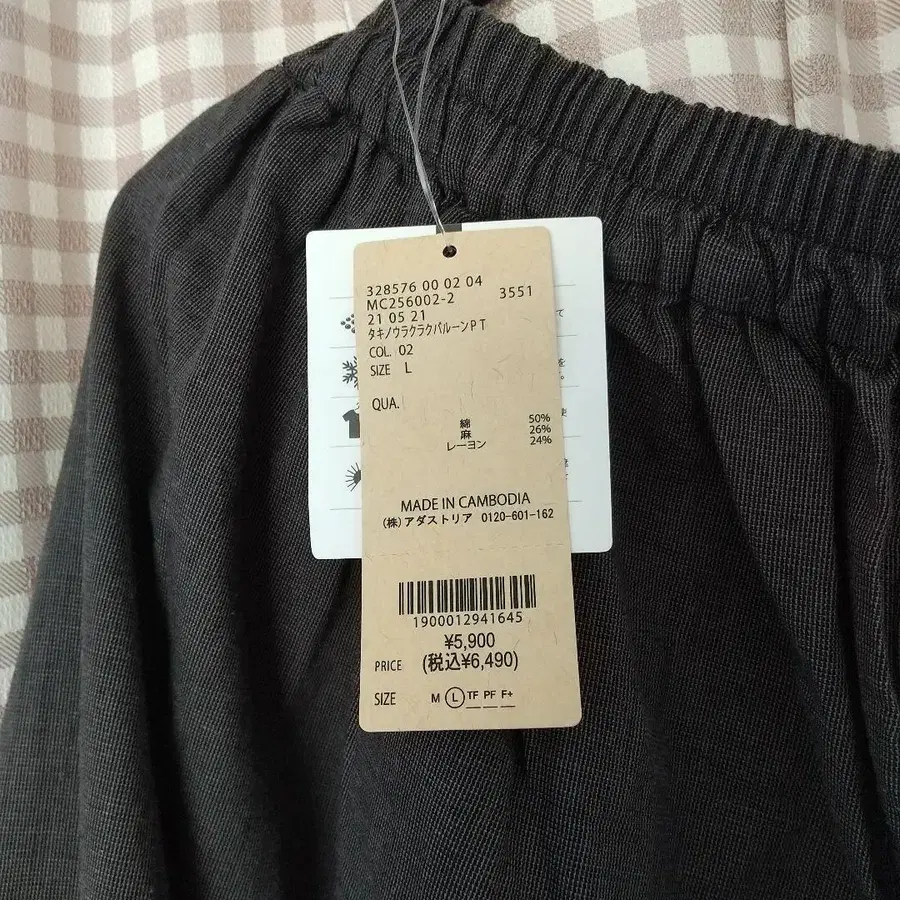 328576 00 02 04
MC256002-2 3551
21 05 21
タキノウラクラクバルーンPT
COL. 02
SIZE L
QUA.
綿 50%
麻 26%
レーヨン 24%
MADE IN CAMBODIA
(株)アダストリア 0120-601-162
1900012941645
¥5,900
PRICE (税込¥6,490)
SIZE M L TF PF F+